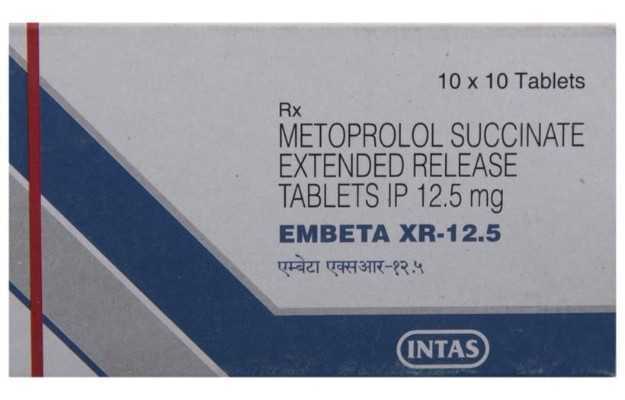 10 x 10 Tablets
Rx
METOPROLOL SUCCINATE
EXTENDED RELEASE
TABLETS IP 12.5 mg
EMBETA XR-12.5
एम्बेटा एक्सआर-१२.५
INTAS